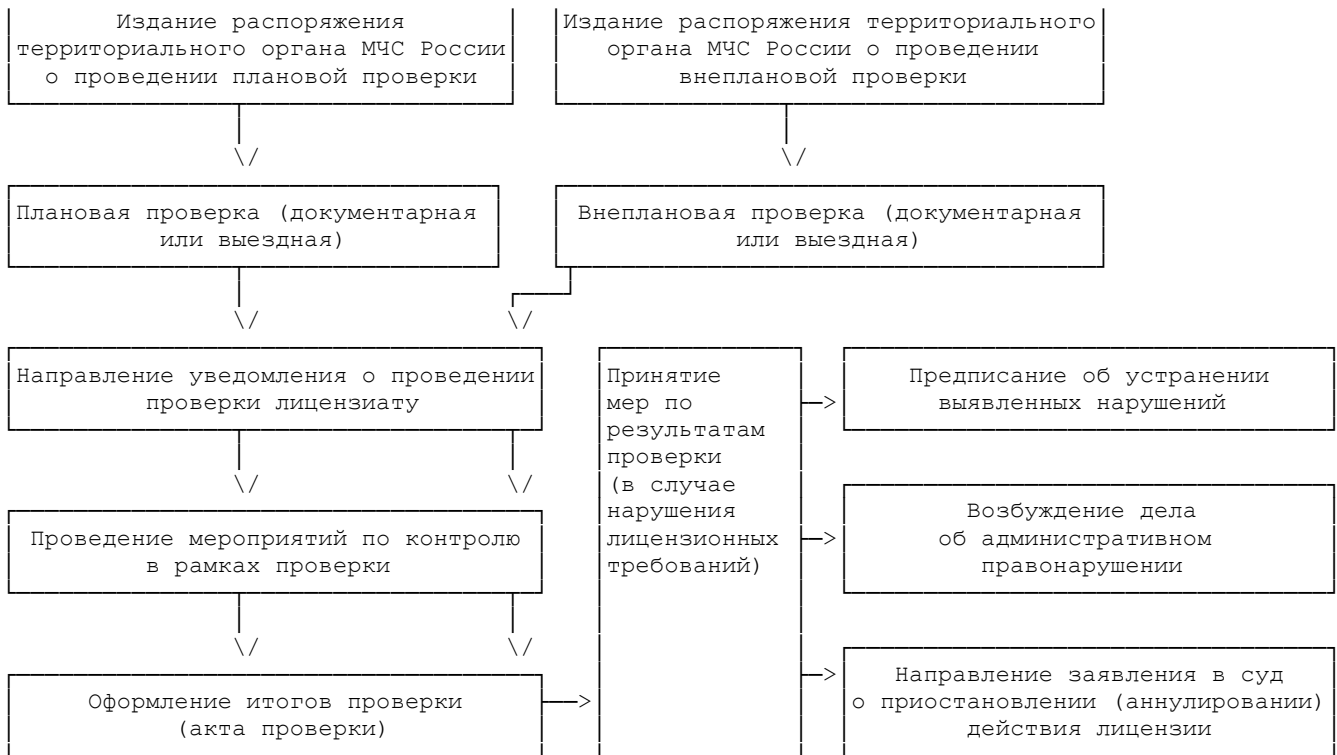 Издание распоряжения
территориального органа МЧС России
о проведении плановой проверки
Издание распоряжения территориального
органа МЧС России о проведении
внеплановой проверки
Плановая проверка (документарная
или выездная)
Внеплановая проверка (документарная
или выездная)
Направление уведомления о проведении
проверки лицензиату
Проведение мероприятий по контролю
в рамках проверки
Оформление итогов проверки
(акта проверки)
Принятие
мер по
результатам
проверки
(в случае
нарушения
лицензионных
требований)
Предписание об устранении
выявленных нарушений
Возбуждение дела
об административном
правонарушении
Направление заявления в суд
о приостановлении (аннулировании)
действия лицензии